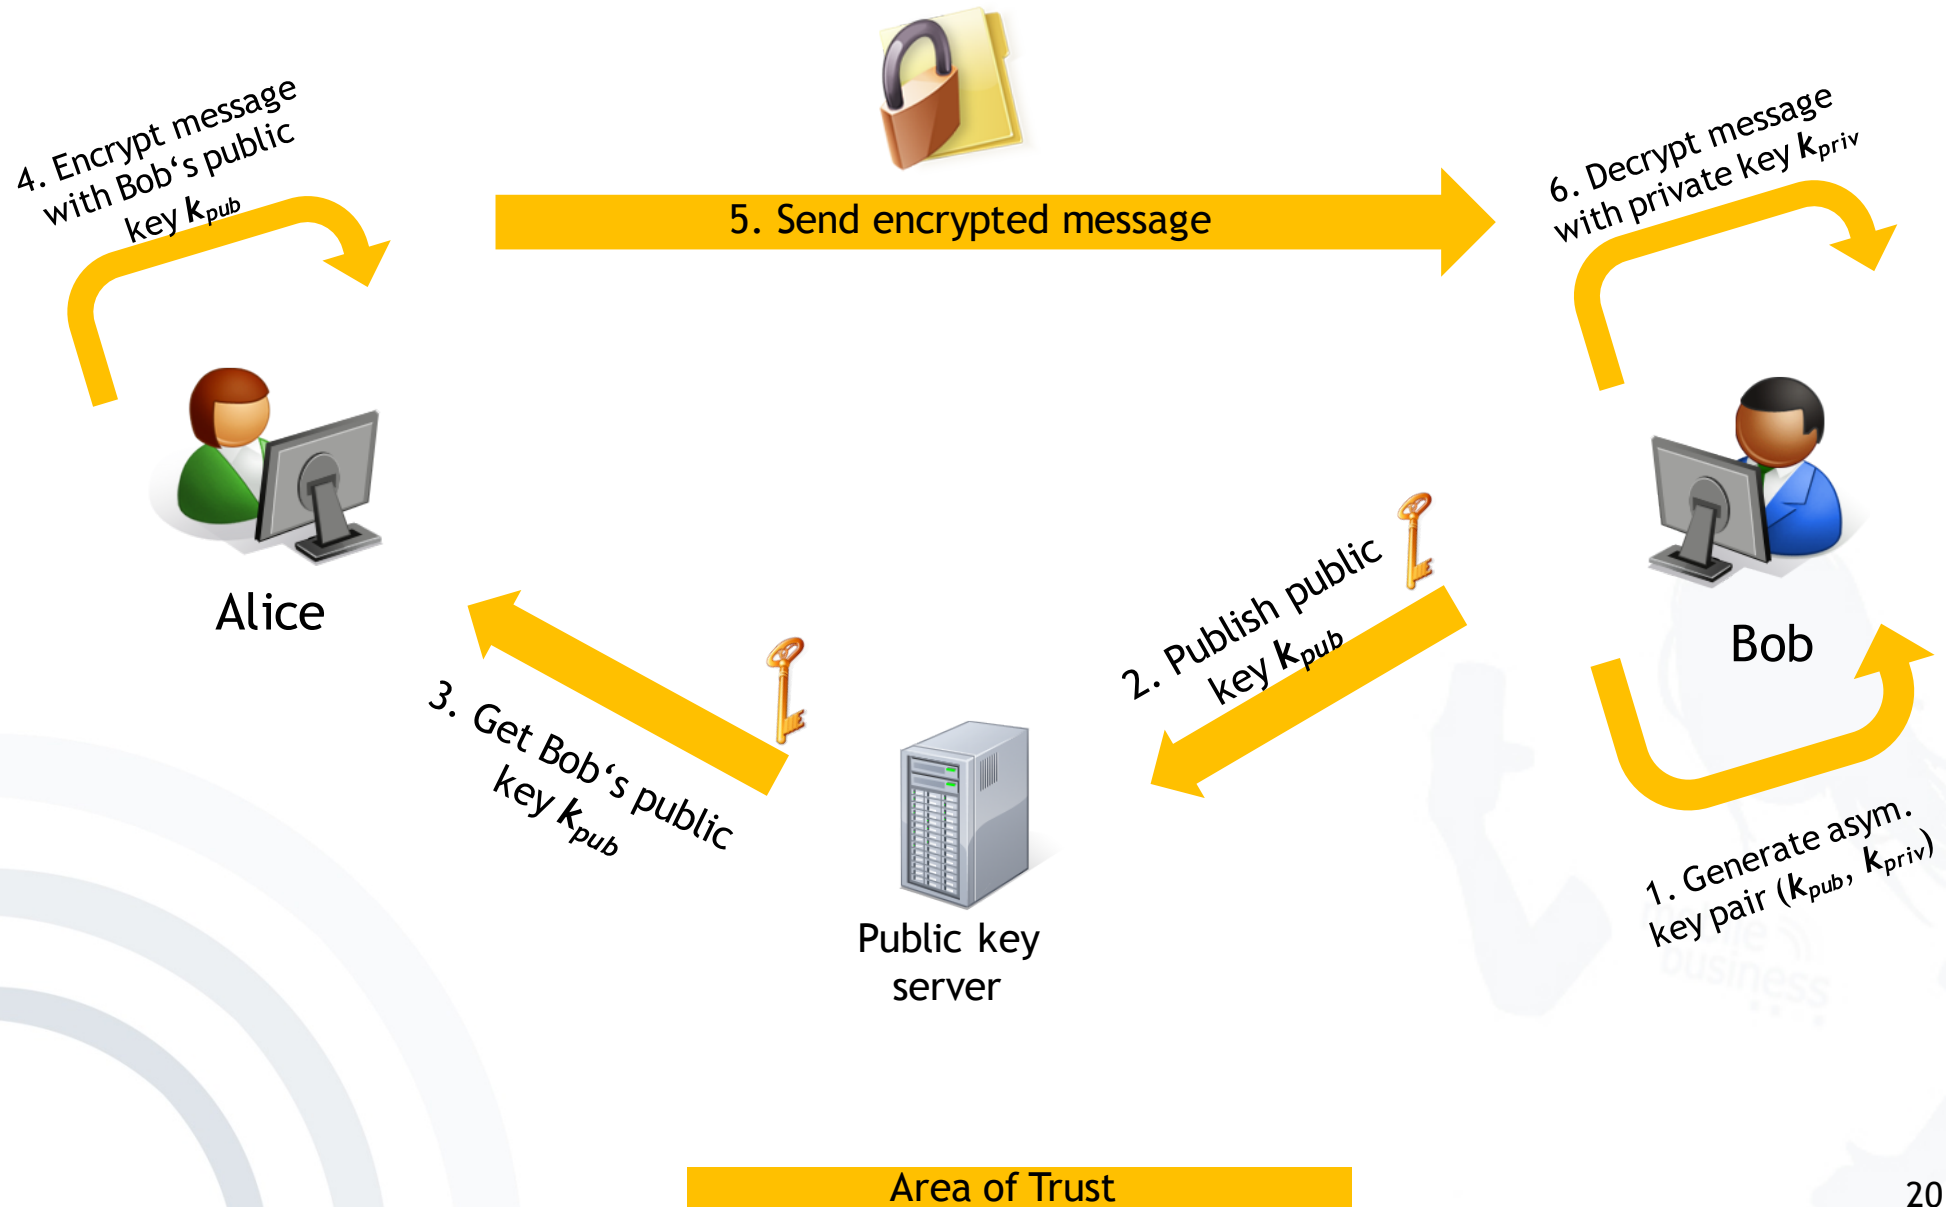 4. Encrypt message
with Bob‘s public
key kpub
5. Send encrypted message
6. Decrypt message
with private key kpriv
Alice
Bob
2. Publish public
key kpub
3. Get Bob‘s public
key kpub
1. Generate asym.
key pair (kpub, kpriv)
business
Public key
server
Area of Trust
20